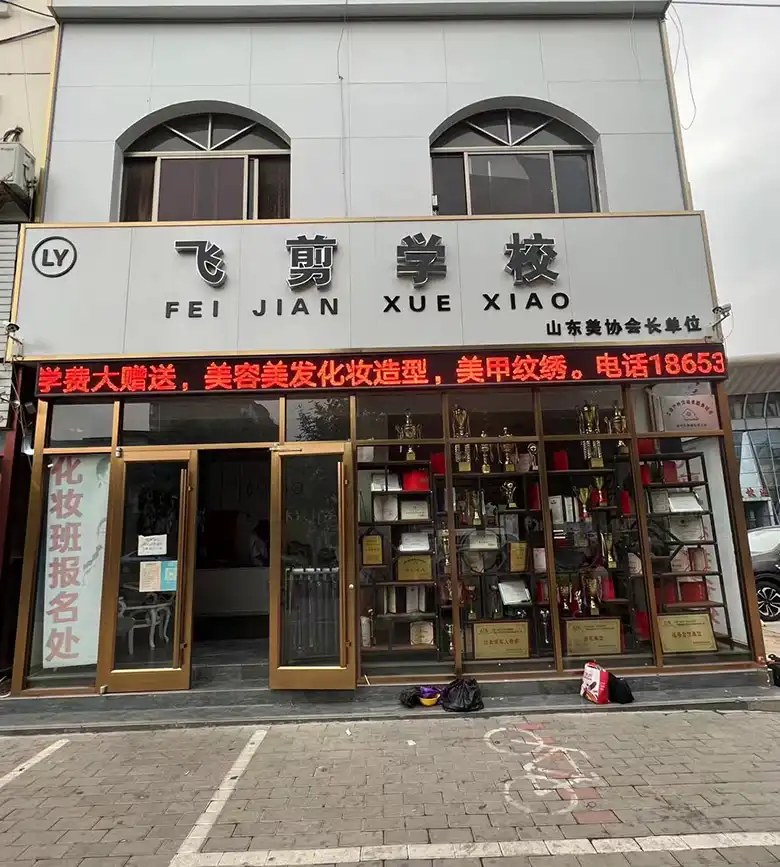 LY
飞剪学校
FEI JIAN XUE XIAO
山东美协会长单位
学费大赠送，美容美发化妆造型，美甲纹绣。电话18653
化妆班报名处